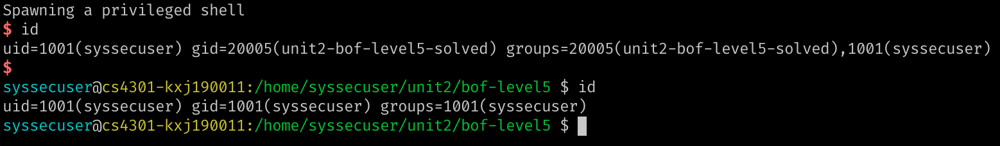 Spawning a privileged shell
$ id
uid=1001(syssecuser) gid=20005(unit2-bof-level5-solved) groups=20005(unit2-bof-level5-solved),1001(syssecuser)
$
syssecuser@cs4301-kxj190011:/home/syssecuser/unit2/bof-level5 $ id
uid=1001(syssecuser) gid=1001(syssecuser) groups=1001(syssecuser)
syssecuser@cs4301-kxj190011:/home/syssecuser/unit2/bof-level5 $